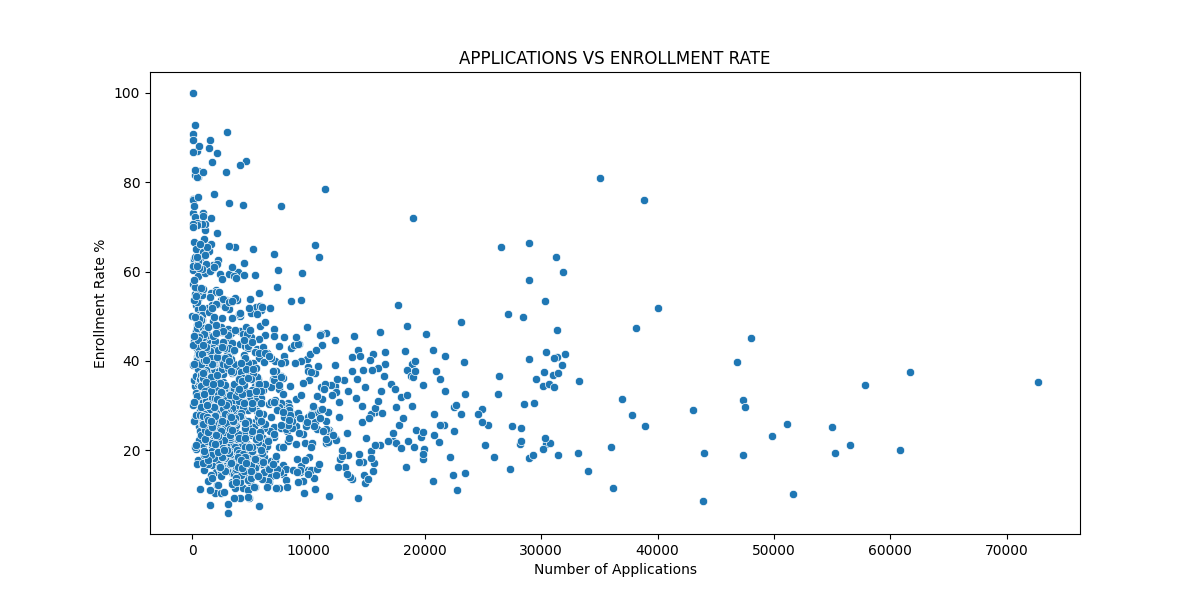 APPLICATIONS VS ENROLLMENT RATE
100
80
60
40
20
Enrollment Rate %
0 10000 20000 30000 40000 50000 60000 70000
Number of Applications